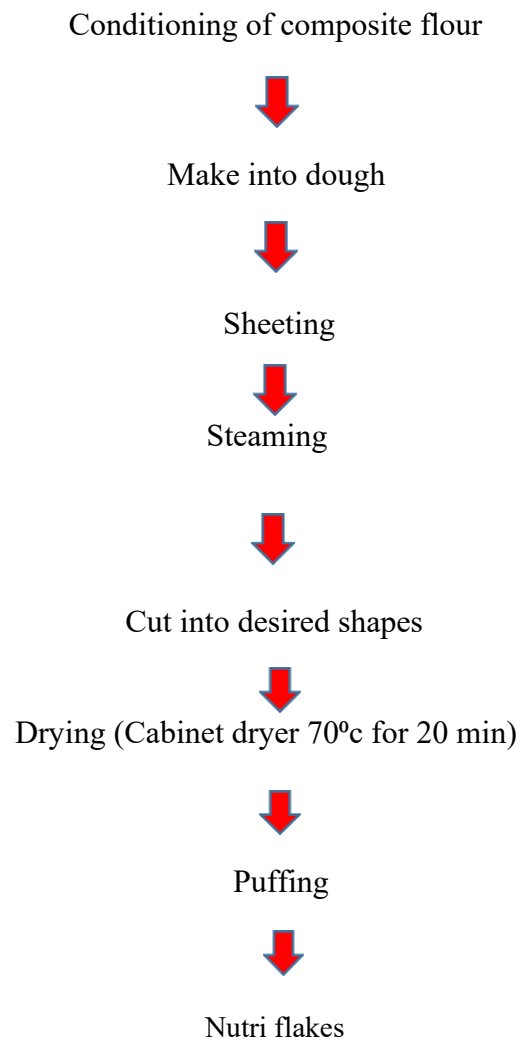 Conditioning of composite flour
Make into dough
Sheeting
Steaming
Cut into desired shapes
Drying (Cabinet dryer 70⁰c for 20 min)
Puffing
Nutri flakes